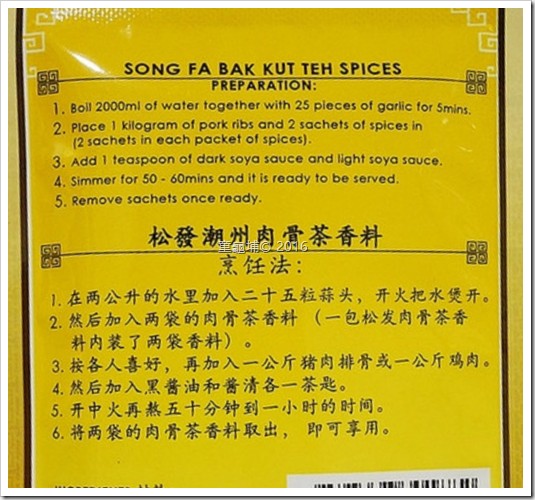 SONG FA BAK KUT TEH SPICES
PREPARATION:
1. Boil 2000ml of water together with 25 pieces of garlic for 5mins.
2. Place 1 kilogram of pork ribs and 2 sachets of spices in
(2 sachets in each packet of spices).
3. Add 1 teaspoon of dark soya sauce and light soya sauce.
4. Simmer for 50 - 60mins and it is ready to be served.
5. Remove sachets once ready.
松發潮州肉骨茶香料
2016
烹饪法:
1. 在两公升的水里加入二十五粒蒜头，开火把水煲开。
2. 然后加入两袋的肉骨茶香料 （一包松发肉骨茶香
料内装了两袋香料）。
3. 按各人喜好，再加入一公斤猪肉排骨或一公斤鸡肉。
4. 然后加入黑酱油和酱清各一茶匙。
5. 开中火再熬五十分钟到一小时的时间。
6. 将两袋的肉骨茶香料取出， 即可享用。